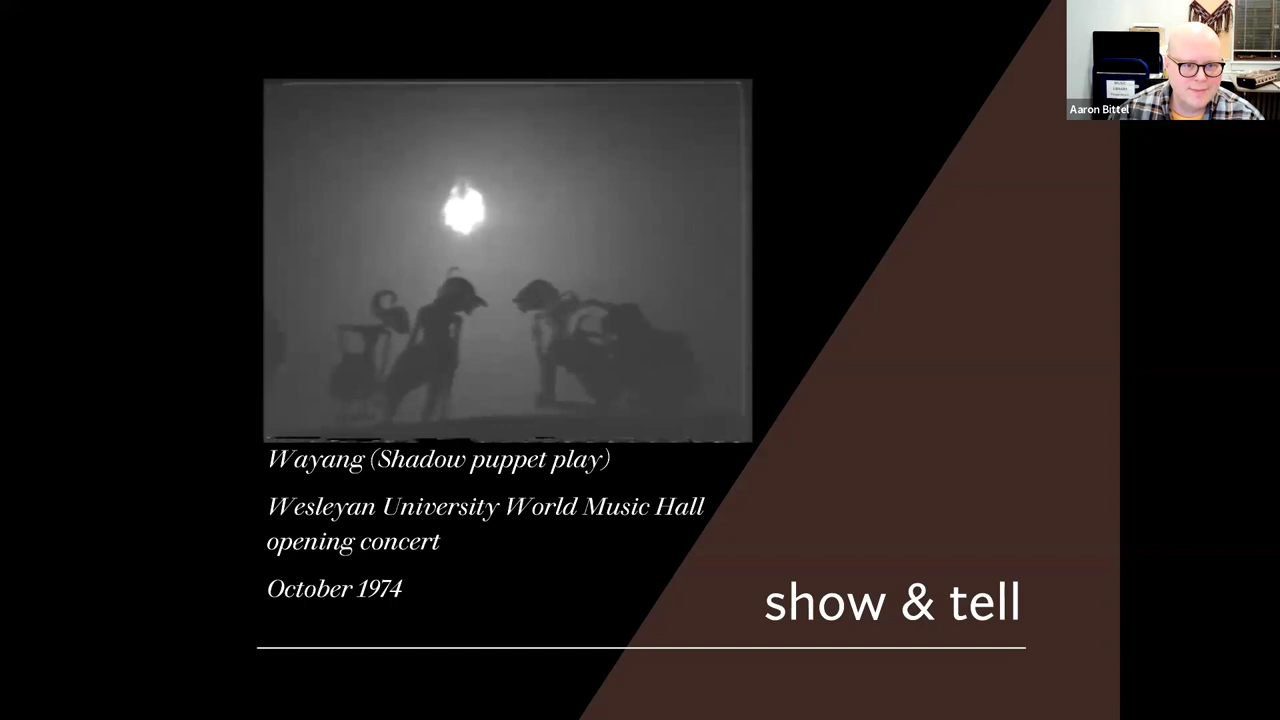 Aaron Bittel
Wayang (Shadow puppet play)
Wesleyan University World Music Hall
opening concert
October 1974
show & tell